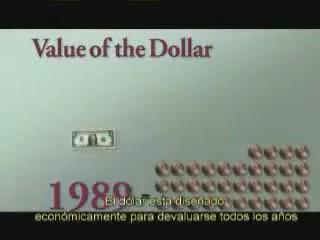 Value of the Dollar
1989
El dólar está diseñado
económicamente para devaluarse todos los años